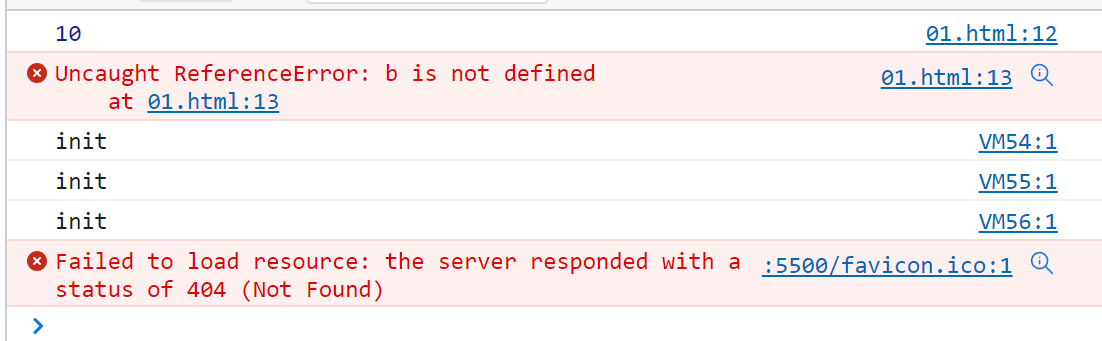 10 01.html:12
Uncaught ReferenceError: b is not defined 01.html:13
at 01.html:13
init VM54:1
init VM55:1
init VM56:1
Failed to load resource: the server responded with a :5500/favicon.ico:1
status of 404 (Not Found)